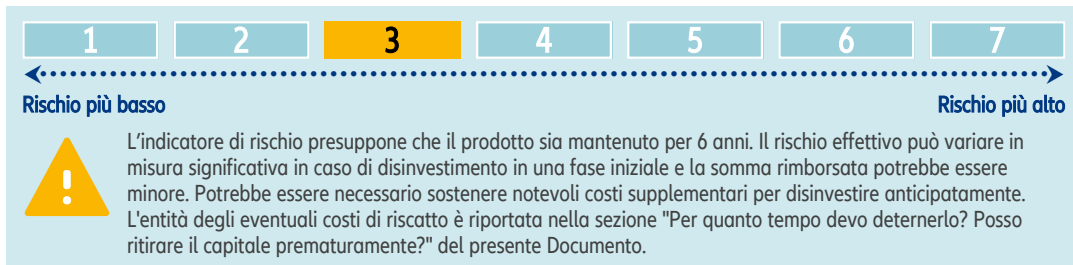 1 2 3 4 5 6 7
Rischio più basso Rischio più alto
L'indicatore di rischio presuppone che il prodotto sia mantenuto per 6 anni. Il rischio effettivo può variare in
misura significativa in caso di disinvestimento in una fase iniziale e la somma rimborsata potrebbe essere
minore. Potrebbe essere necessario sostenere notevoli costi supplementari per disinvestire anticipatamente.
L'entità degli eventuali costi di riscatto è riportata nella sezione "Per quanto tempo devo deternerlo? Posso
ritirare il capitale prematuramente?" del presente Documento.